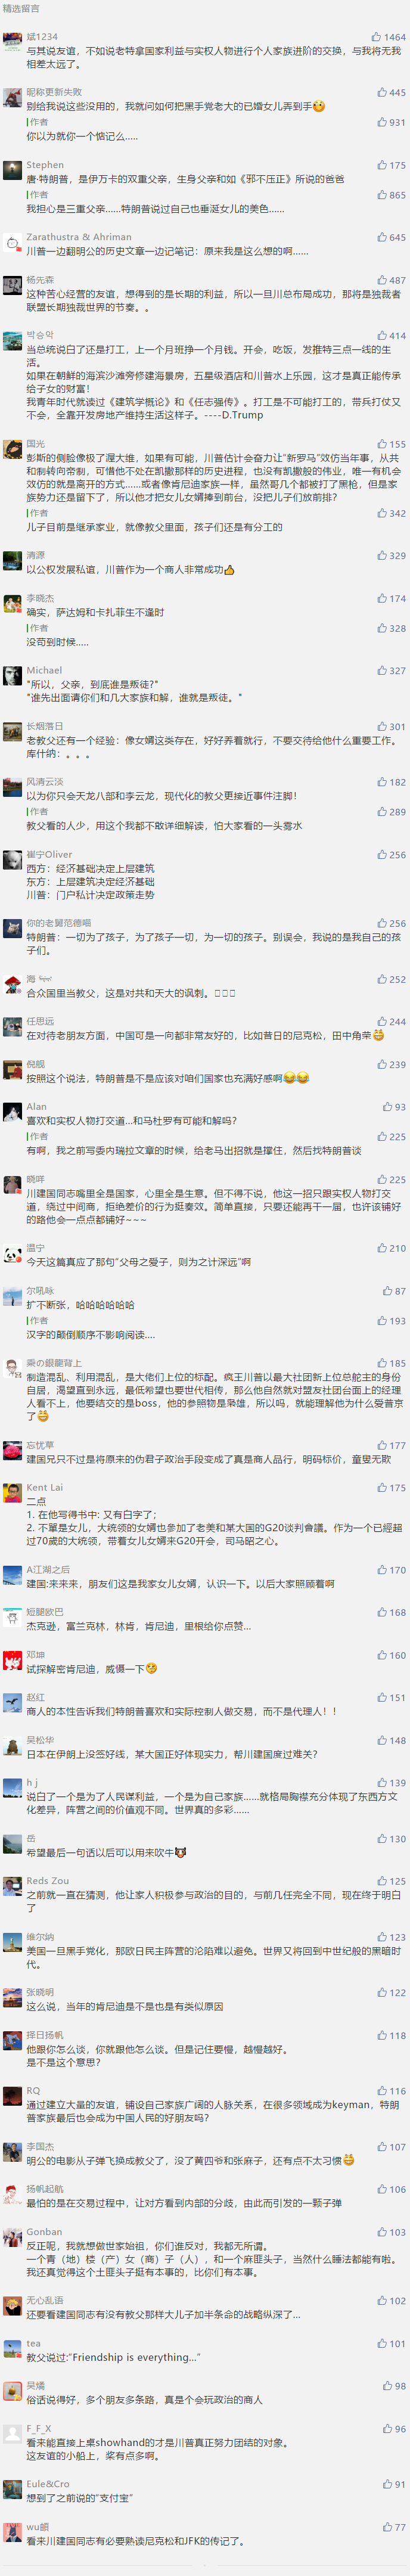 精选留言
斌1234
1464
与其说友谊，不如说老特拿国家利益与实权人物进行个人家族进阶的交换，与我将无我
相差太远了。
昵称更新失败
445
别给我说这些没用的，我就问如何把黑手党老大的已婚女儿弄到手
作者
931
你以为就你一个惦记么.....
Stephen
175
唐·特朗普，是伊万卡的双重父亲，生身父亲和如《邪不压正》所说的爸爸
作者
865
我担心是三重父亲......特朗普说过自己也垂涎女儿的美色......
Zarathustra & Ahriman
645
川普一边翻明公的历史文章一边记笔记：原来我是这么想的啊......
杨先森
487
这种苦心经营的友谊，想得到的是长期的利益，所以一旦川总布局成功，那将是独裁者
联盟长期独裁世界的节奏。。
박승악
414
当总统说白了还是打工，上一个月班挣一个月钱。开会，吃饭，发推特三点一线的生
活。
如果在朝鲜的海滨沙滩旁修建海景房，五星级酒店和川普水上乐园，这才是真正能传承
给子女的财富！
我青年时代就读过《建筑学概论》和《任志强传》。打工是不可能打工的，带兵打仗又
不会，全靠开发房地产维持生活这样子。----D.Trump
国光
155
彭斯的侧脸像极了渥大维，如果有可能，川普估计会奋力让“新罗马”效仿当年事，从共
和制转向帝制，可惜他不处在凯撒那样的历史进程，也没有凯撒般的伟业，唯一有机会
效仿的就是离开的方式......或者像肯尼迪家族一样，虽然哥几个都被打了黑枪，但是家
族势力还是留下了，所以他才把女儿女婿捧到前台，没把儿子们放前排？
作者
342
儿子目前是继承家业，就像教父里面，孩子们还是有分工的
清源
329
以公权发展私谊，川普作为一个商人非常成功
李晓杰
174
确实，萨达姆和卡扎菲生不逢时
作者
328
没苟到时候.....
Michael
327
"所以，父亲，到底谁是叛徒?"
"谁先出面请你们和几大家族和解，谁就是叛徒。"
长烟落日
301
老教父还有一个经验：像女婿这类存在，好好养着就行，不要交待给他什么重要工作。
库什纳：。。。
风清云淡
182
以为你只会天龙八部和李云龙，现代化的教父更接近事件注脚！
作者
289
教父看的人少，用这个我都不敢详细解读，怕大家看的一头雾水
崔宁Oliver
256
西方：经济基础决定上层建筑
东方：上层建筑决定经济基础
川普：门户私计决定政策走势
你的老舅范德喵
256
特朗普：一切为了孩子，为了孩子一切，为一切的孩子。别误会，我说的是我自己的孩
子们。
海
252
合众国里当教父，这是对共和天大的讽刺。
任思远
244
在对待老朋友方面，中国可是一向都非常友好的，比如昔日的尼克松，田中角荣
倪靓
239
按照这个说法，特朗普是不是应该对咱们国家也充满好感啊
Alan
93
喜欢和实权人物打交道...和马杜罗有可能和解吗？
作者
225
有啊，我之前写委内瑞拉文章的时候，给老马出招就是撑住，然后找特朗普谈
晓咩
225
川建国同志嘴里全是国家，心里全是生意。但不得不说，他这一招只跟实权人物打交
道，绕过中间商，拒绝差价的行为挺奏效。简单直接，只要还能再干一届，也许该铺好
的路他会一点点都铺好~~~
温宁
210
今天这篇真应了那句“父母之爱子，则为之计深远”啊
尔吼咏
87
扩不断张，哈哈哈哈哈哈
作者
193
汉字的颠倒顺序不影响阅读....
乘の銀龍背上
185
制造混乱、利用混乱，是大佬们上位的标配。疯王川普以最大社团新上位总舵主的身份
自居，渴望直到永远，最低希望也要世代相传，那么他自然就对盟友社团台面上的经理
人看不上，他要结交的是boss，他的参照物是枭雄，所以吗，就能理解他为什么爱普京
了
忘忧草
177
建国兄只不过是将原来的伪君子政治手段变成了真是商人品行，明码标价，童叟无欺
Kent Lai
175
二点
1. 在他写得书中: 又有白字了；
2. 不單是女儿，大统领的女婿也參加了老美和某大国的G20谈判會議。作为一个已經超
过70歲的大统领，带着女儿女婿来G20开会，司马昭之心。
A江湖之后
170
建国:来来来，朋友们这是我家女儿女婿，认识一下。以后大家照顾着啊
短腿欧巴
168
杰克逊，富兰克林，林肯，肯尼迪，里根给你点赞...
邓坤
160
试探解密肯尼迪，威慑一下
赵红
151
商人的本性告诉我们特朗普喜欢和实际控制人做交易，而不是代理人！！
吴松华
148
日本在伊朗上没签好线，某大国正好体现实力，帮川建国度过难关？
h j
139
说白了一个是为了人民谋利益，一个是为自己家族......就格局胸襟充分体现了东西方文
化差异，阵营之间的价值观不同。世界真的多彩......
岳
130
希望最后一句话以后可以用来吹牛
Reds Zou
125
之前就一直在猜测，他让家人积极参与政治的目的，与前几任完全不同，现在终于明白
了
维尔纳
123
美国一旦黑手党化，那欧日民主阵营的沦陷难以避免。世界又将回到中世纪般的黑暗时
代。
张晓明
122
这么说，当年的肯尼迪是不是也是有类似原因
择日扬帆
118
他跟你怎么谈，你就跟他怎么谈。但是记住要慢，越慢越好。
是不是这个意思?
RQ
116
通过建立大量的友谊，铺设自己家族广阔的人脉关系，在很多领域成为keyman，特朗
普家族最后也会成为中国人民的好朋友吗？
李国杰
107
明公的电影从子弹飞换成教父了，没了黄四爷和张麻子，还有点不太习惯
扬帆起航
106
最怕的是在交易过程中，让对方看到内部的分歧，由此而引发的一颗子弹
Gonban
103
反正呢，我就想做世家始祖，你们谁反对，我都无所谓。
一个青（地）楼（产）女（商）子（人），和一个麻匪头子，当然什么睡法都能有啦。
我还真觉得这个土匪头子挺有本事的，比你们有本事。
无心乱语
102
还要看建国同志有没有教父那样大儿子加半条命的战略纵深了...
tea
101
教父说过:“Friendship is everything...”
吴燏
98
俗话说得好，多个朋友多条路，真是个会玩政治的商人
F_F_X
96
看来能直接上桌showhand的才是川普真正努力团结的对象。
这友谊的小船上，桨有点多啊。
Eule&Cro
91
想到了之前说的“支付宝”
wu頔
77
看来川建国同志有必要熟读尼克松和JFK的传记了。